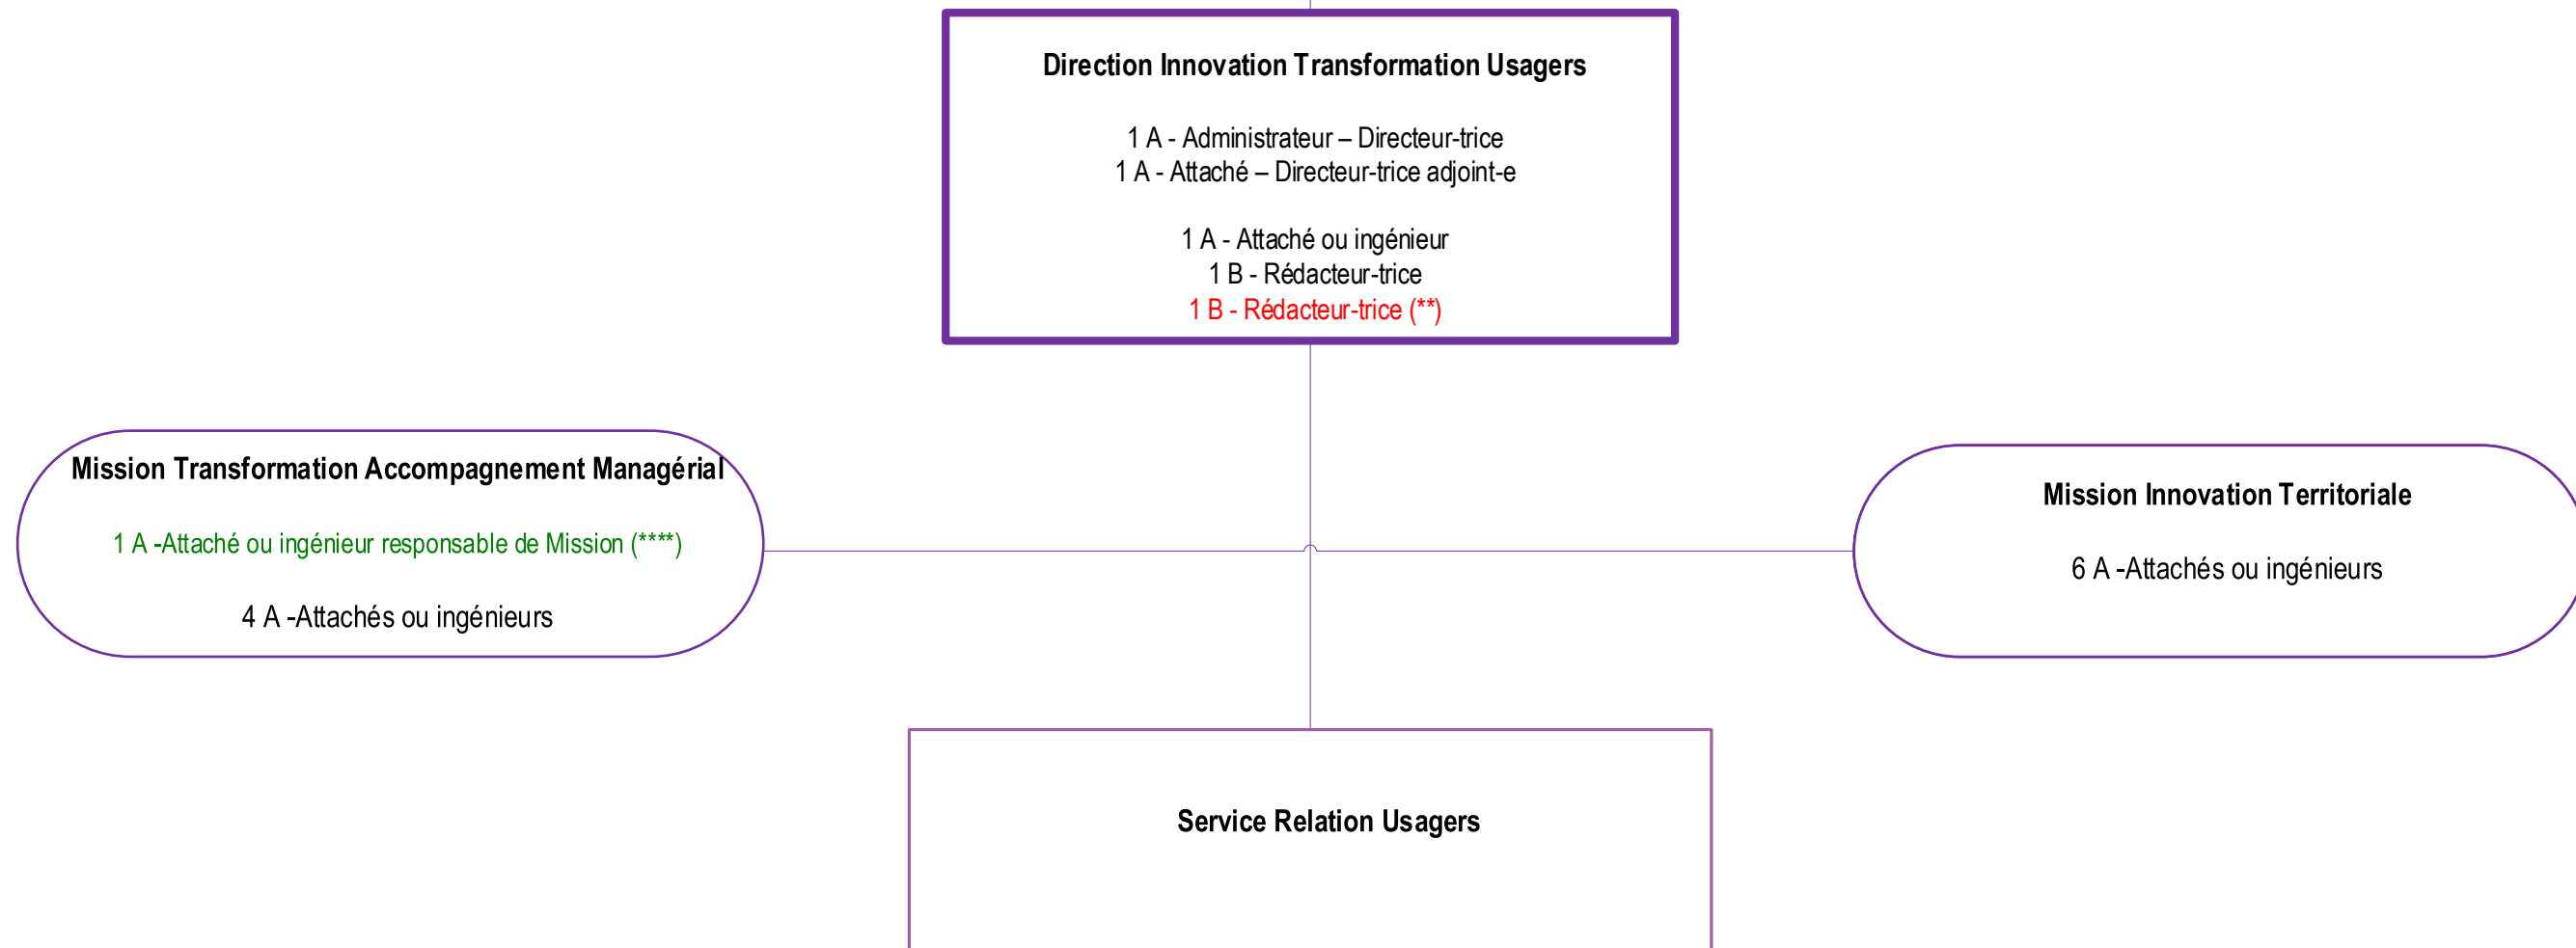 Direction Innovation Transformation Usagers
1 A - Administrateur – Directeur-trice
1 A - Attaché – Directeur-trice adjoint-e
1 A - Attaché ou ingénieur
1 B - Rédacteur-trice
1 B - Rédacteur-trice (**)
Mission Transformation Accompagnement Managérial
1 A -Attaché ou ingénieur responsable de Mission (****)
4 A -Attachés ou ingénieurs
Mission Innovation Territoriale
6 A -Attachés ou ingénieurs
Service Relation Usagers